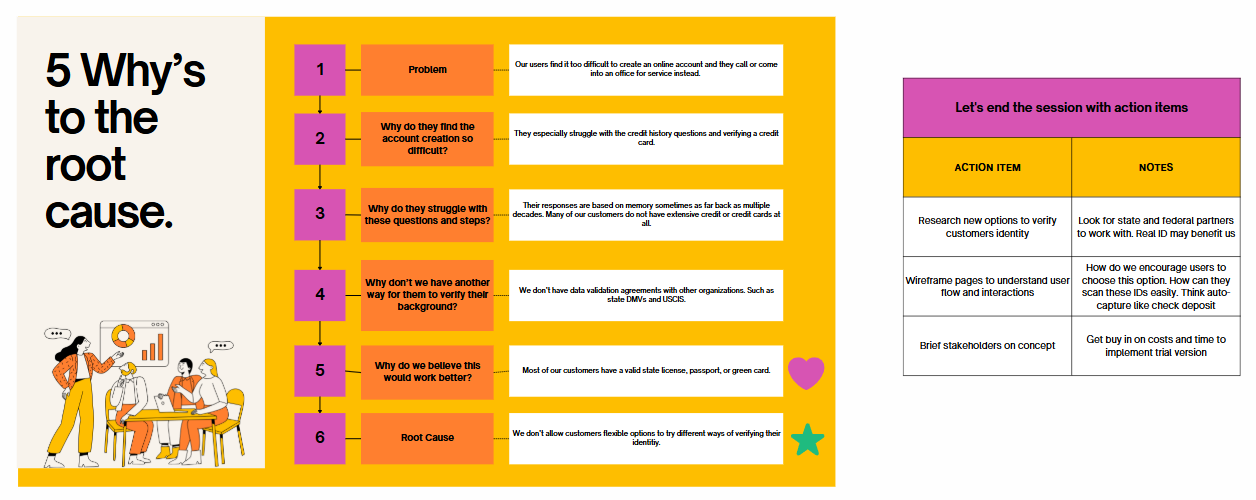 5 Why’s
to the
root
cause.
1
Problem
Our users find it too difficult to create an online account and they call or come
into an office for service instead.
2
Why do they find the
account creation so
difficult?
They especially struggle with the credit history questions and verifying a credit
card.
3
Why do they struggle with
these questions and steps?
Their responses are based on memory sometimes as far back as multiple
decades. Many of our customers do not have extensive credit or credit cards at
all.
4
Why don’t we have another
way for them to verify their
background?
We don’t have data validation agreements with other organizations. Such as
state DMVs and USCIS.
5
Why do we believe this
would work better?
Most of our customers have a valid state license, passport, or green card.
6
Root Cause
We don’t allow customers flexible options to try different ways of verifying their
identitiy.
Let’s end the session with action items
ACTION ITEM
NOTES
Research new options to verify
customers identity
Look for state and federal partners
to work with. Real ID may benefit us
Wireframe pages to understand user
flow and interactions
How do we encourage users to
choose this option. How can they
scan these IDs easily. Think auto-
capture like check deposit
Brief stakeholders on concept
Get buy in on costs and time to
implement trial version